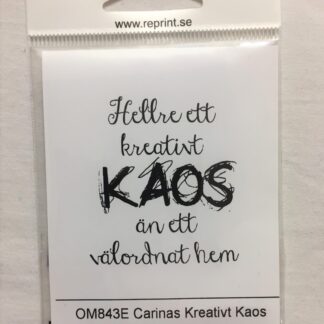 www.reprint.se
Hellre ett
kreativt
KAOS
än ett
välordnat hem
OM843E Carinas Kreativt Kaos